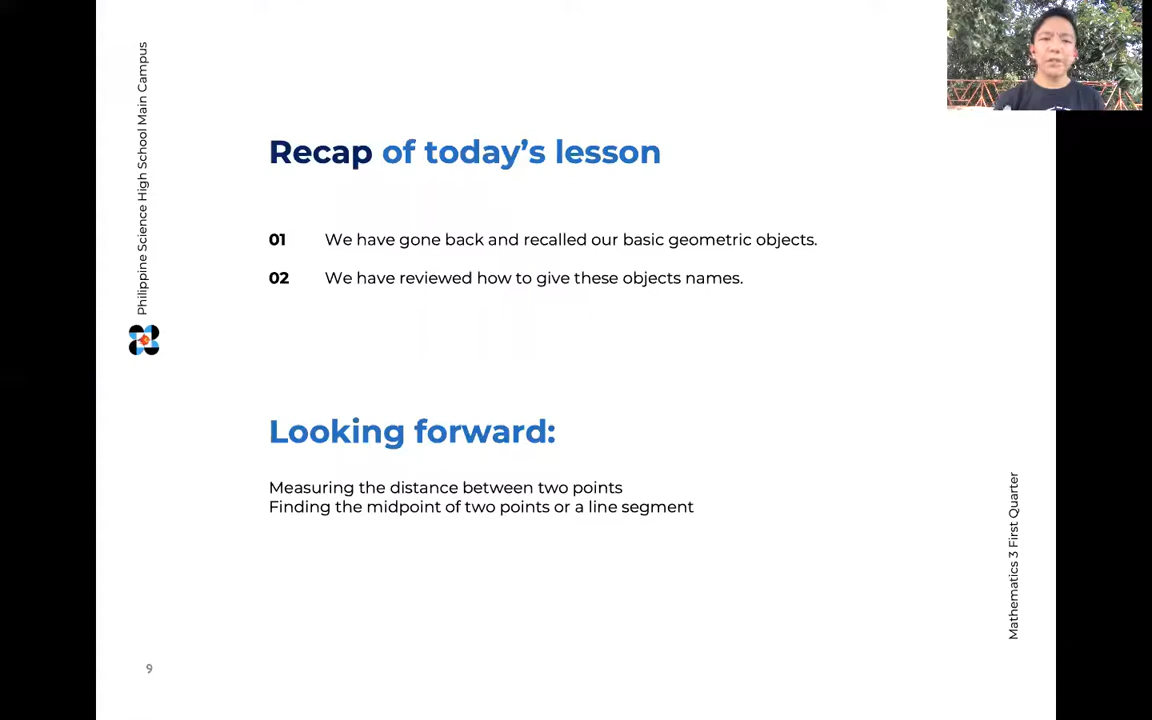 Philippine Science High School Main Campus
Recap of today's lesson
01 We have gone back and recalled our basic geometric objects.
02 We have reviewed how to give these objects names.
Looking forward:
Measuring the distance between two points
Finding the midpoint of two points or a line segment
Mathematics 3 First Quarter
9